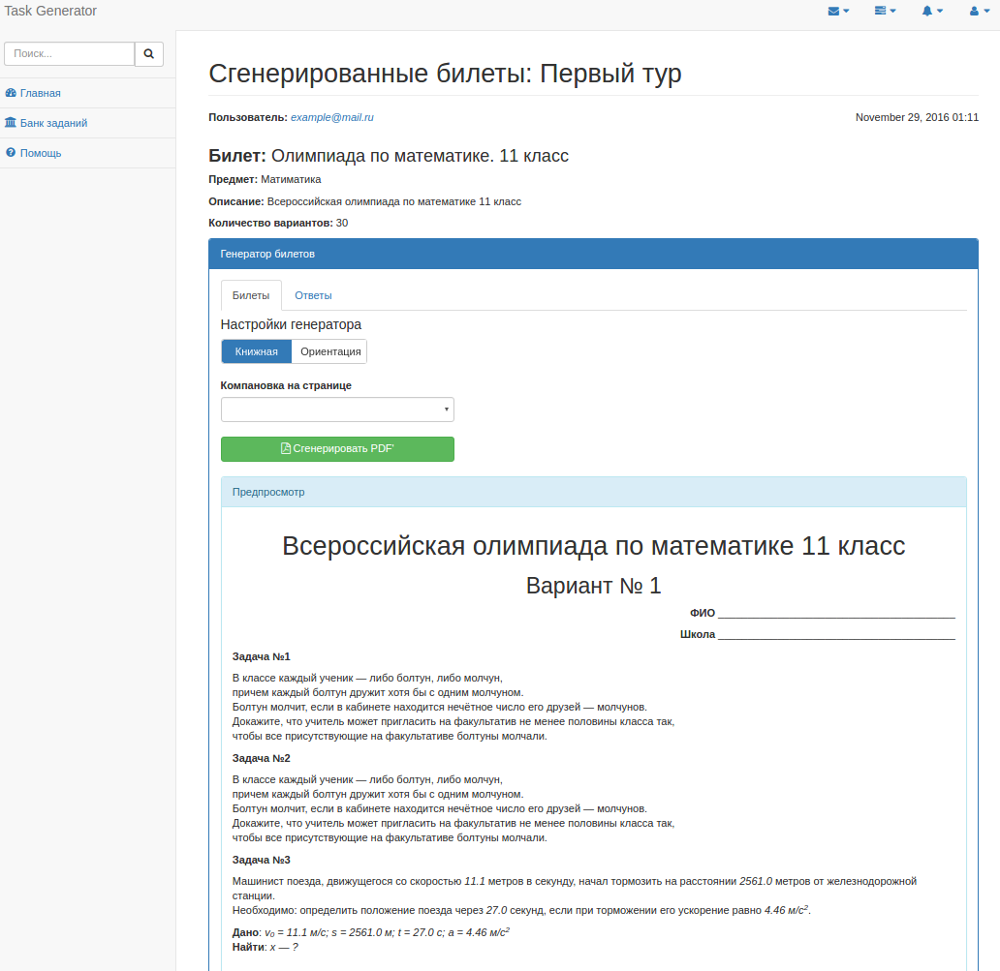 Task Generator
Поиск...
Главная
Банк заданий
Помощь
Сгенерированные билеты: Первый тур
Пользователь: example@mail.ru
November 29, 2016 01:11
Билет: Олимпиада по математике. 11 класс
Предмет: Матиматика
Описание: Всероссийская олимпиада по математике 11 класс
Количество вариантов: 30
Генератор билетов
Билеты Ответы
Настройки генератора
Книжная Ориентация
Компановка на странице
Сгенерировать PDF'
Предпросмотр
Всероссийская олимпиада по математике 11 класс
Вариант № 1
ФИО
Школа
Задача №1
В классе каждый ученик — либо болтун, либо молчун,
причем каждый болтун дружит хотя бы с одним молчуном.
Болтун молчит, если в кабинете находится нечётное число его друзей — молчунов.
Докажите, что учитель может пригласить на факультатив не менее половины класса так,
чтобы все присутствующие на факультативе болтуны молчали.
Задача №2
В классе каждый ученик — либо болтун, либо молчун,
причем каждый болтун дружит хотя бы с одним молчуном.
Болтун молчит, если в кабинете находится нечётное число его друзей — молчунов.
Докажите, что учитель может пригласить на факультатив не менее половины класса так,
чтобы все присутствующие на факультативе болтуны молчали.
Задача №3
Машинист поезда, движущегося со скоростью 11.1 метров в секунду, начал тормозить на расстоянии 2561.0 метров от железнодорожной
станции.
Необходимо: определить положение поезда через 27.0 секунд, если при торможении его ускорение равно 4.46 м/с².
Дано: v₀ = 11.1 м/с; s = 2561.0 м; t = 27.0 с; a = 4.46 м/с²
Найти: x — ?